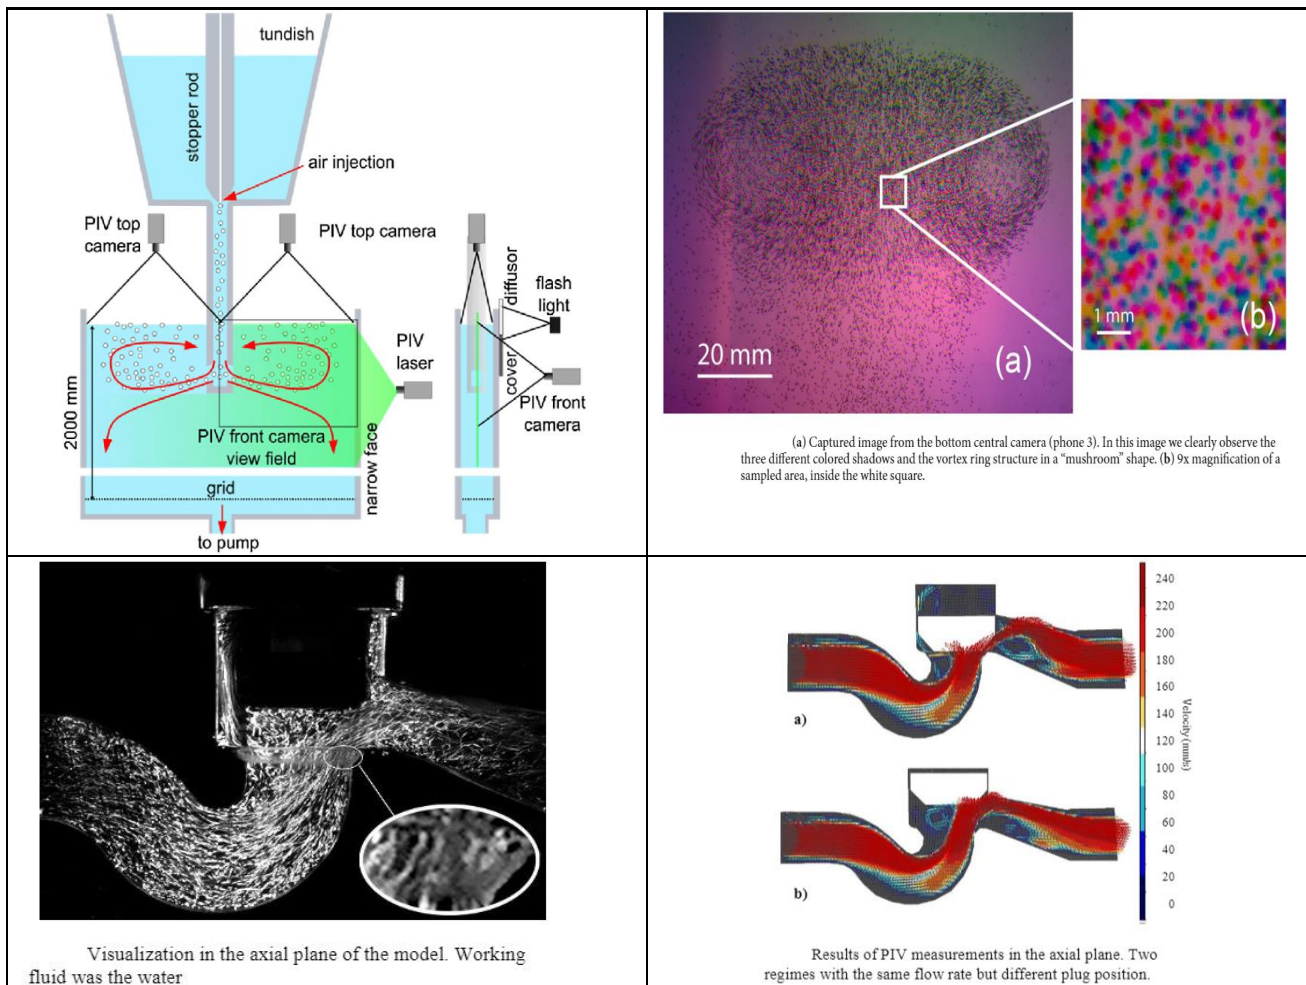 tundish
stopper rod
air injection
PIV top
camera
PIV top camera
diffusor
flash
light
PIV
laser
cover
PIV front
camera
2000 mm
PIV front camera
view field
narrow face
grid
to pump
20 mm
(a)
1 mm
(b)
(a) Captured image from the bottom central camera (phone 3). In this image we clearly observe the
three different colored shadows and the vortex ring structure in a “mushroom” shape. (b) 9x magnification of a
sampled area, inside the white square.
Visualization in the axial plane of the model. Working
fluid was the water
240
220
200
180
160
140
120
100
80
60
40
20
0
Velocity (mm/s)
a)
b)
Results of PIV measurements in the axial plane. Two
regimes with the same flow rate but different plug position.